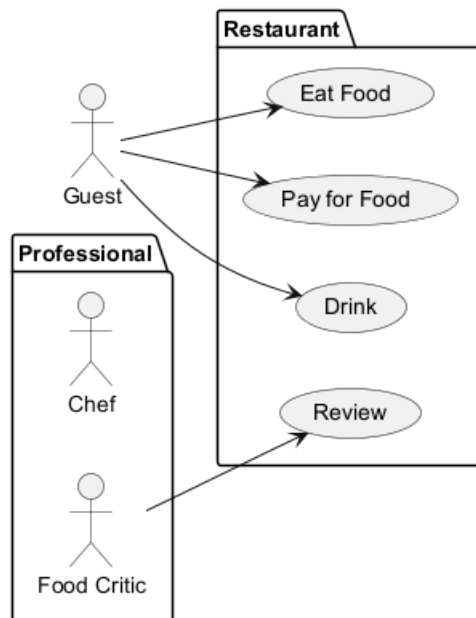 Restaurant
Eat Food
Guest
Pay for Food
Professional
Drink
Chef
Review
Food Critic